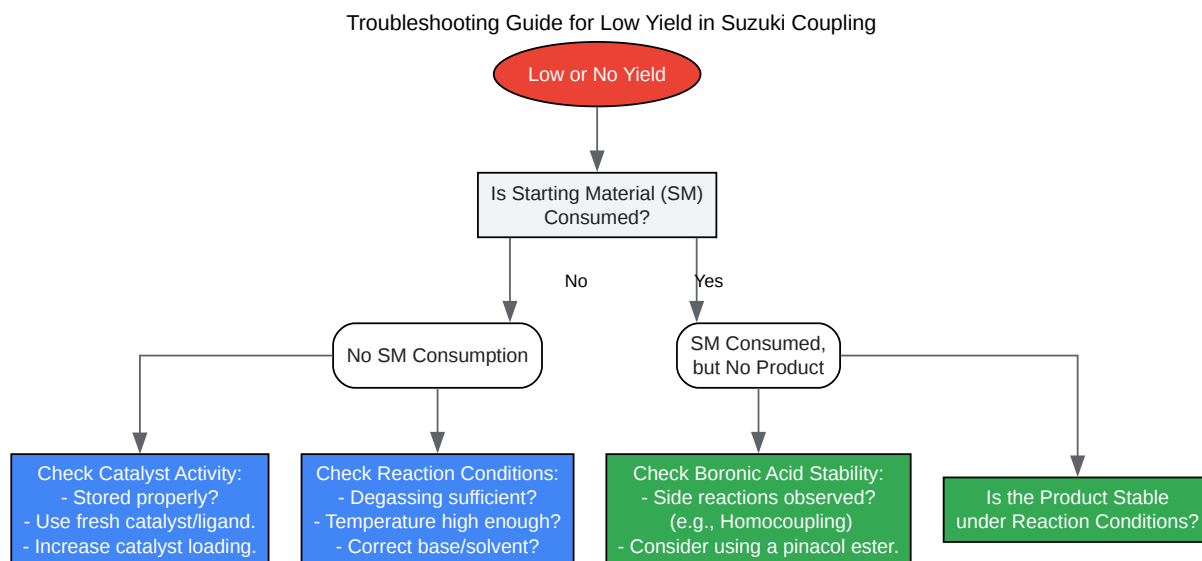 Troubleshooting Guide for Low Yield in Suzuki Coupling
Low or No Yield
Is Starting Material (SM)
Consumed?
No
Yes
No SM Consumption
SM Consumed,
but No Product
Check Catalyst Activity:
- Stored properly?
- Use fresh catalyst/ligand.
- Increase catalyst loading.
Check Reaction Conditions:
- Degassing sufficient?
- Temperature high enough?
- Correct base/solvent?
Check Boronic Acid Stability:
- Side reactions observed?
(e.g., Homocoupling)
- Consider using a pinacol ester.
Is the Product Stable
under Reaction Conditions?